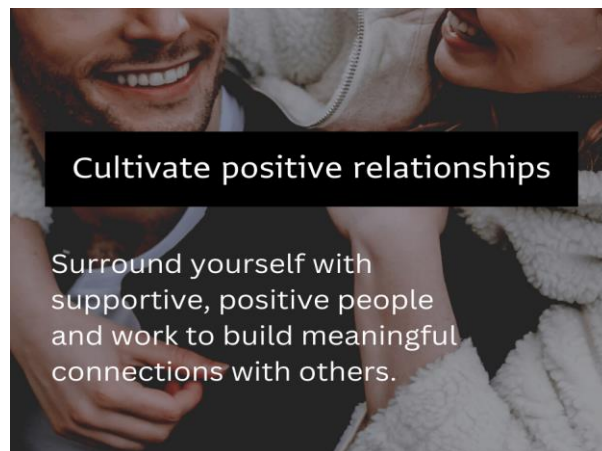 Cultivate positive relationships
Surround yourself with
supportive, positive people
and work to build meaningful
connections with others.